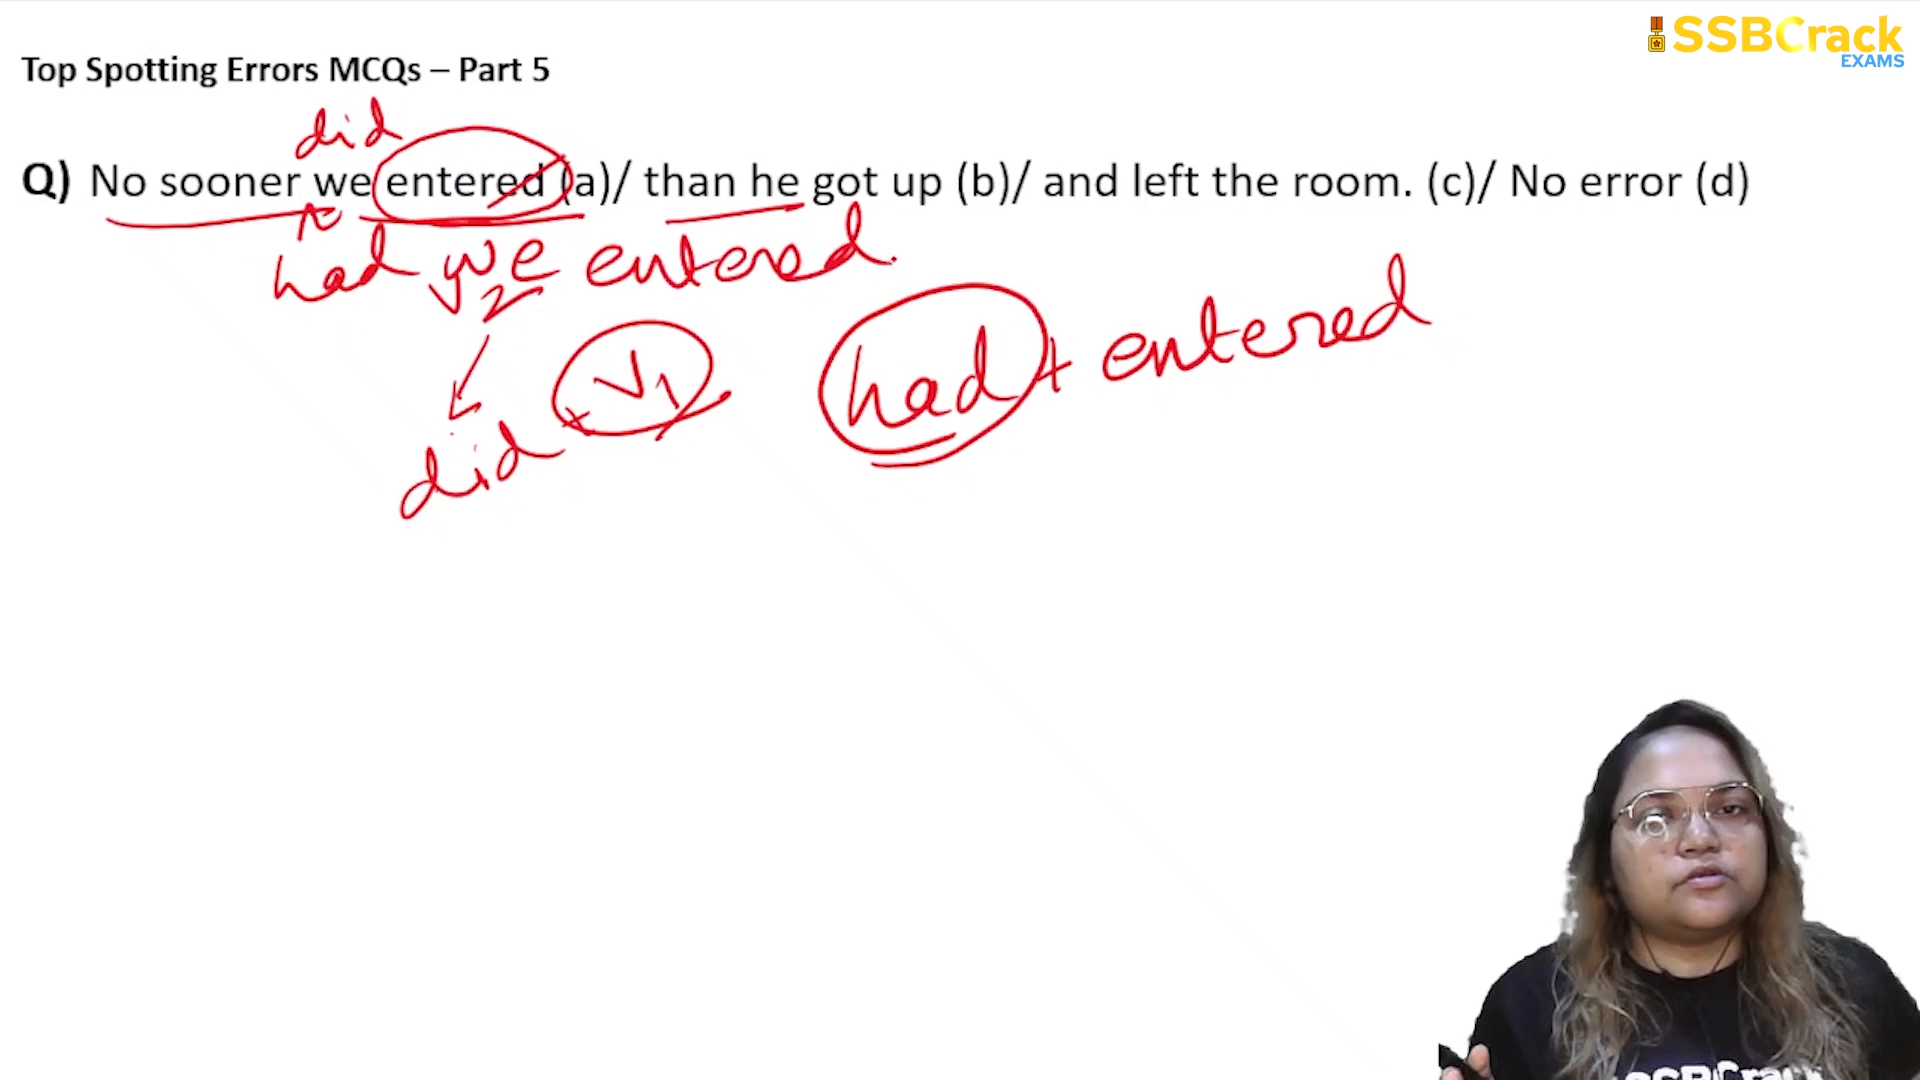 SSBCrack
EXAMS
Top Spotting Errors MCQs – Part 5
did
Q) No sooner we entered (a)/ than he got up (b)/ and left the room. (c)/ No error (d)
had we entered.
V2
did + V1
had + entered
SSBCrack